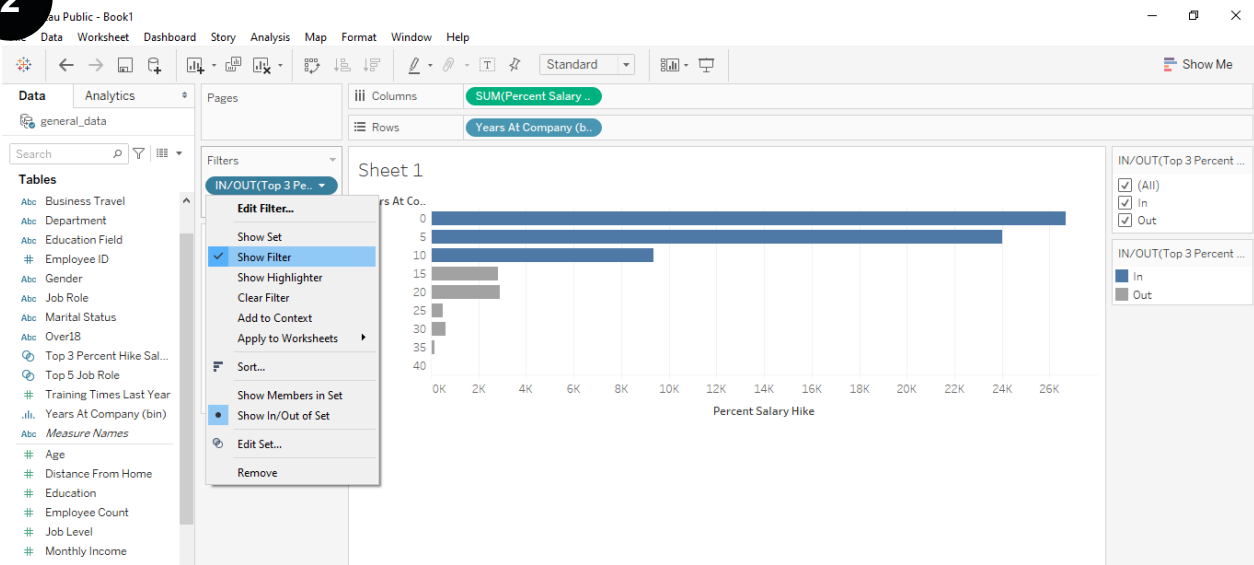 2
au Public - Book1
Data Worksheet Dashboard Story Analysis Map Format Window Help
Standard
Show Me
Data Analytics
general_data
Search
Tables
Abc Business Travel
Abc Department
Abc Education Field
# Employee ID
Abc Gender
Abc Job Role
Abc Marital Status
Abc Over18
Top 3 Percent Hike Sal...
Top 5 Job Role
# Training Times Last Year
Years At Company (bin)
Abc Measure Names
# Age
# Distance From Home
# Education
# Employee Count
# Job Level
# Monthly Income
Pages
Filters
IN/OUT(Top 3 Pe..
Edit Filter...
Show Set
Show Filter
Show Highlighter
Clear Filter
Add to Context
Apply to Worksheets
Sort...
Show Members in Set
Show In/Out of Set
Edit Set...
Remove
Columns
SUM(Percent Salary ..
Rows
Years At Company (b..
Sheet 1
rs At Co..
0
5
10
15
20
25
30
35
40
0K 2K 4K 6K 8K 10K 12K 14K 16K 18K 20K 22K 24K 26K
Percent Salary Hike
IN/OUT(Top 3 Percent ...
(All)
In
Out
IN/OUT(Top 3 Percent ...
In
Out